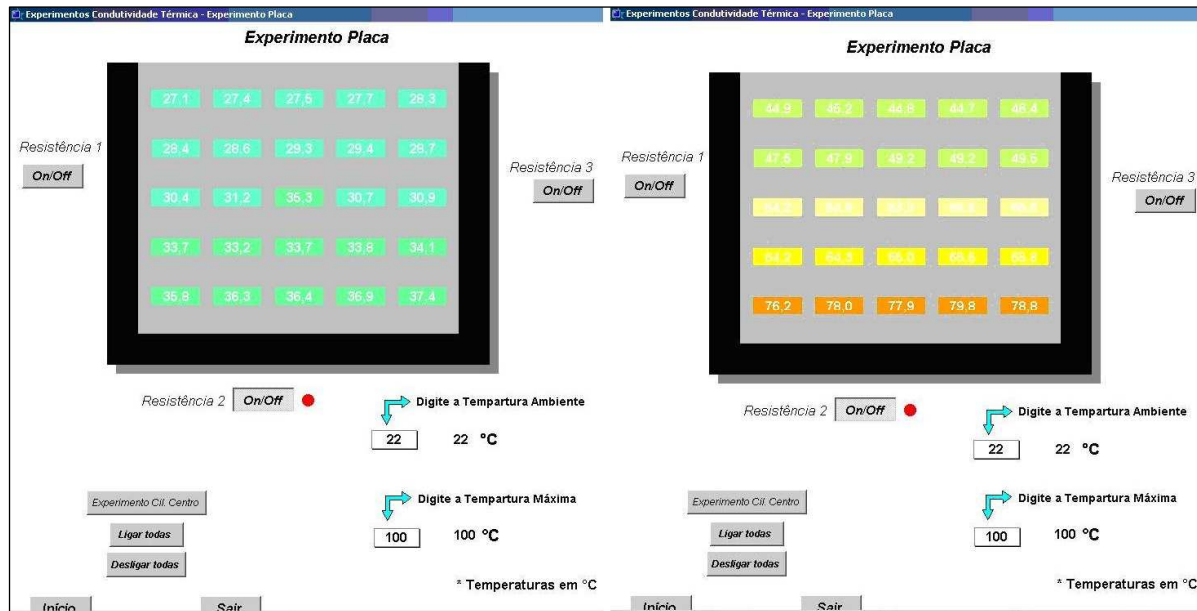 Experimentos Condutividade Térmica - Experimento Placa
Experimento Placa
27,1 27,4 27,5 27,7 28,3
28,4 28,6 29,3 29,4 29,7
Resistência 1
On/Off
Resistência 3
On/Off
30,4 31,2 35,3 30,7 30,9
33,7 33,2 33,7 33,8 34,1
35,8 36,3 36,4 36,9 37,4
Resistência 2 On/Off
Digite a Tempartura Ambiente
22 22 °C
Experimento Cil. Centro
Digite a Tempartura Máxima
Ligar todas
100 100 °C
Desligar todas
* Temperaturas em °C
Início Sair
Experimentos Condutividade Térmica - Experimento Placa
Experimento Placa
44,9 45,2 44,8 44,7 48,4
47,5 47,9 49,2 49,2 49,5
Resistência 1
On/Off
Resistência 3
On/Off
64,2 64,3 65,0
76,2 78,0 77,9 79,8 78,8
Resistência 2 On/Off
Digite a Tempartura Ambiente
22 22 °C
Experimento Cil. Centro
Digite a Tempartura Máxima
Ligar todas
100 100 °C
Desligar todas
* Temperaturas em °C
Início Sair